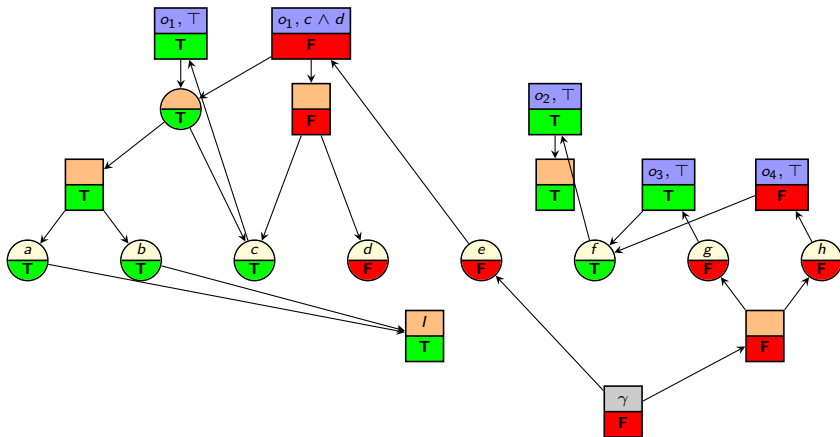 o₁, ⊤
T
o₁, c ∧ d
F
T
F
o₂, ⊤
T
T
T
o₃, ⊤
T
o₄, ⊤
F
a
T
b
T
c
T
d
F
e
F
f
T
g
F
h
F
I
T
F
γ
F